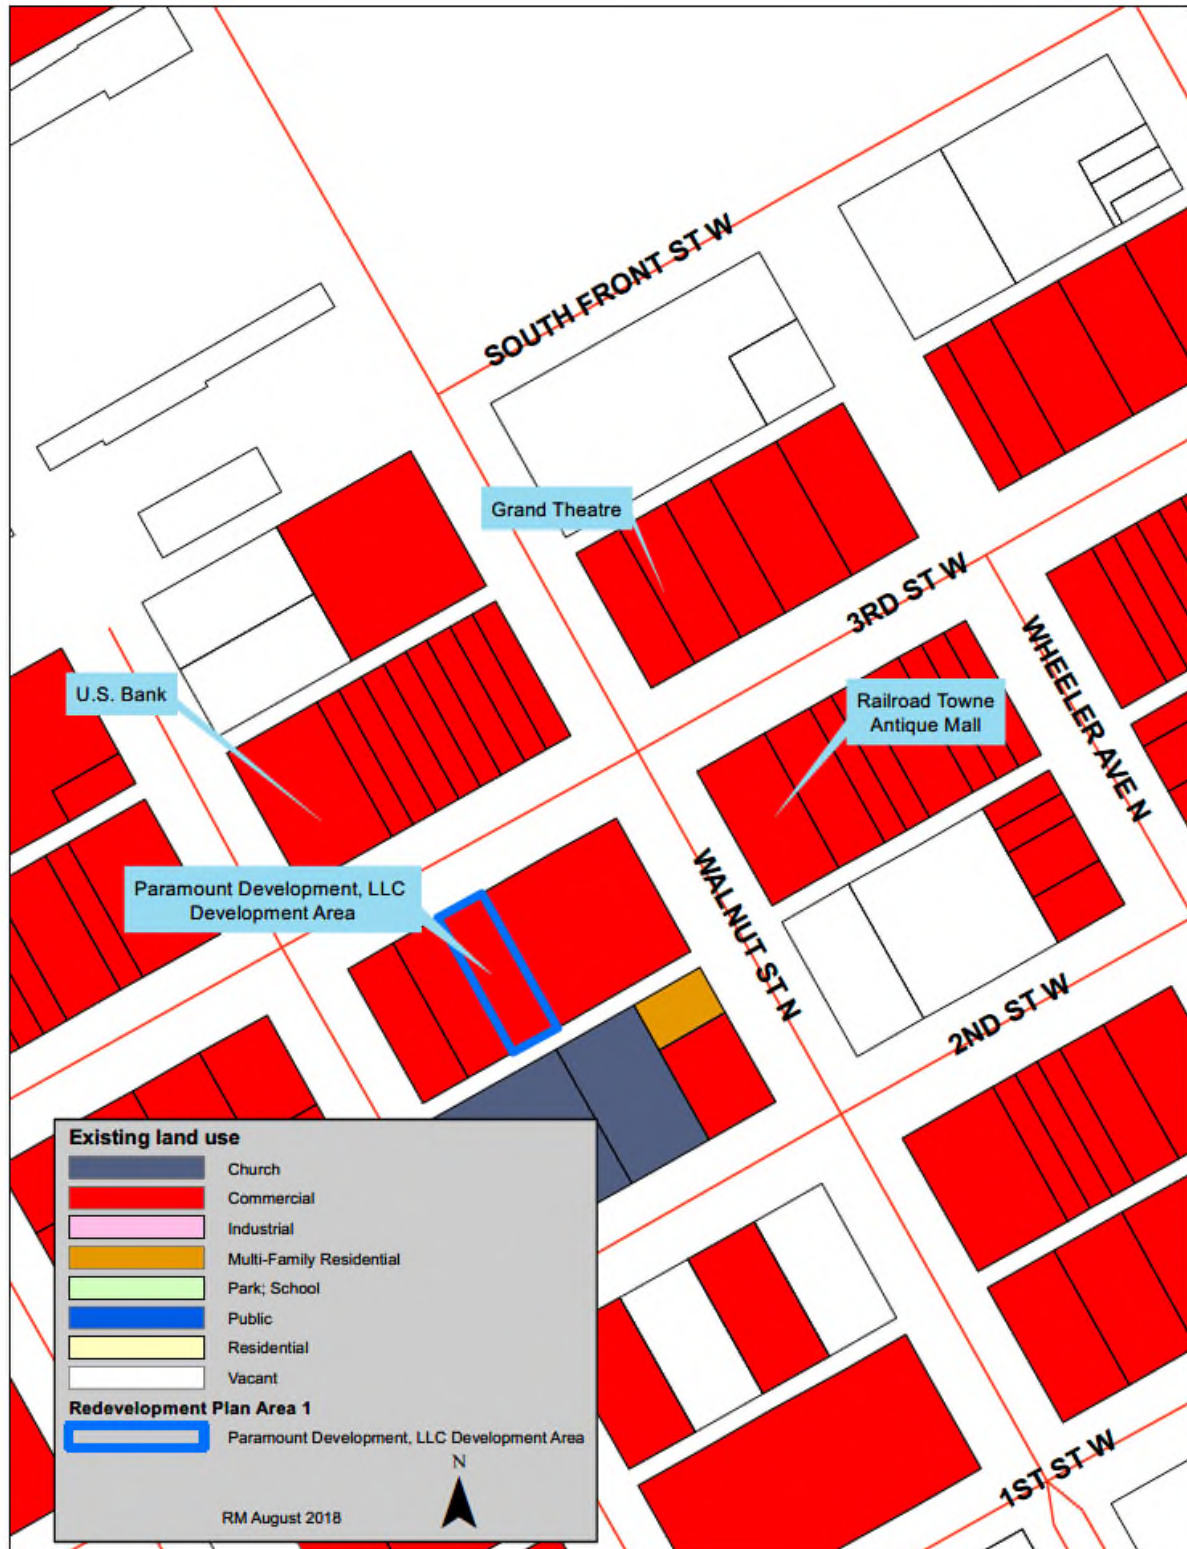 SOUTH FRONT ST W
Grand Theatre
3RD ST W
WHEELER AVE N
U.S. Bank
Railroad Towne
Antique Mall
Paramount Development, LLC
Development Area
WALNUT ST N
2ND ST W
Existing land use
Church
Commercial
Industrial
Multi-Family Residential
Park; School
Public
Residential
Vacant
Redevelopment Plan Area 1
Paramount Development, LLC Development Area
N
RM August 2018
1ST ST W